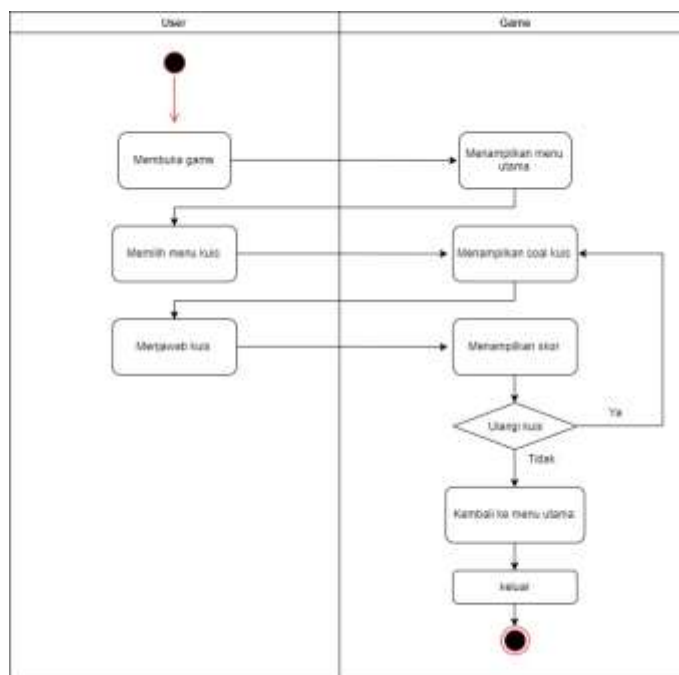 User
Game
Membuka game
Menampilkan menu
utama
Memilih menu kuis
Menampilkan soal kuis
Menjawab kuis
Menampilkan skor
Ulangi kuis
Ya
Tidak
Kembali ke menu utama
keluar